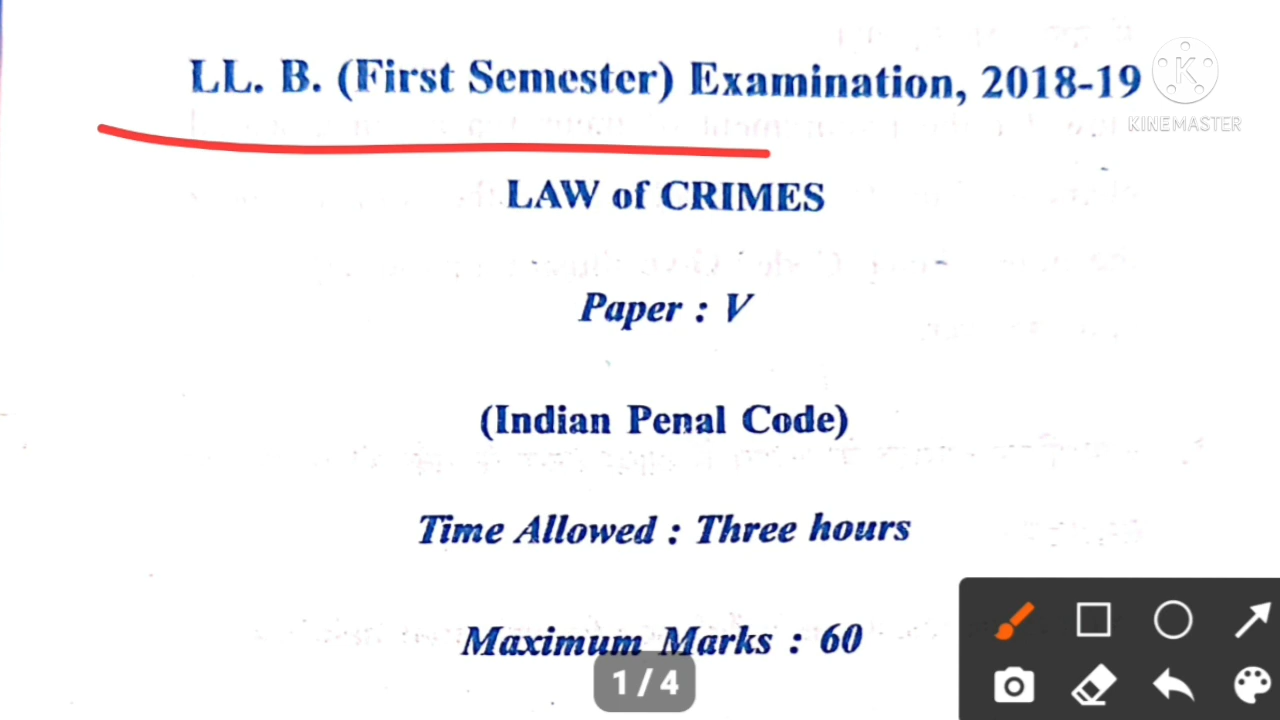 LL. B. (First Semester) Examination, 2018-19
KINEMASTER
LAW of CRIMES
Paper : V
(Indian Penal Code)
Time Allowed : Three hours
Maximum Marks : 60
1 / 4